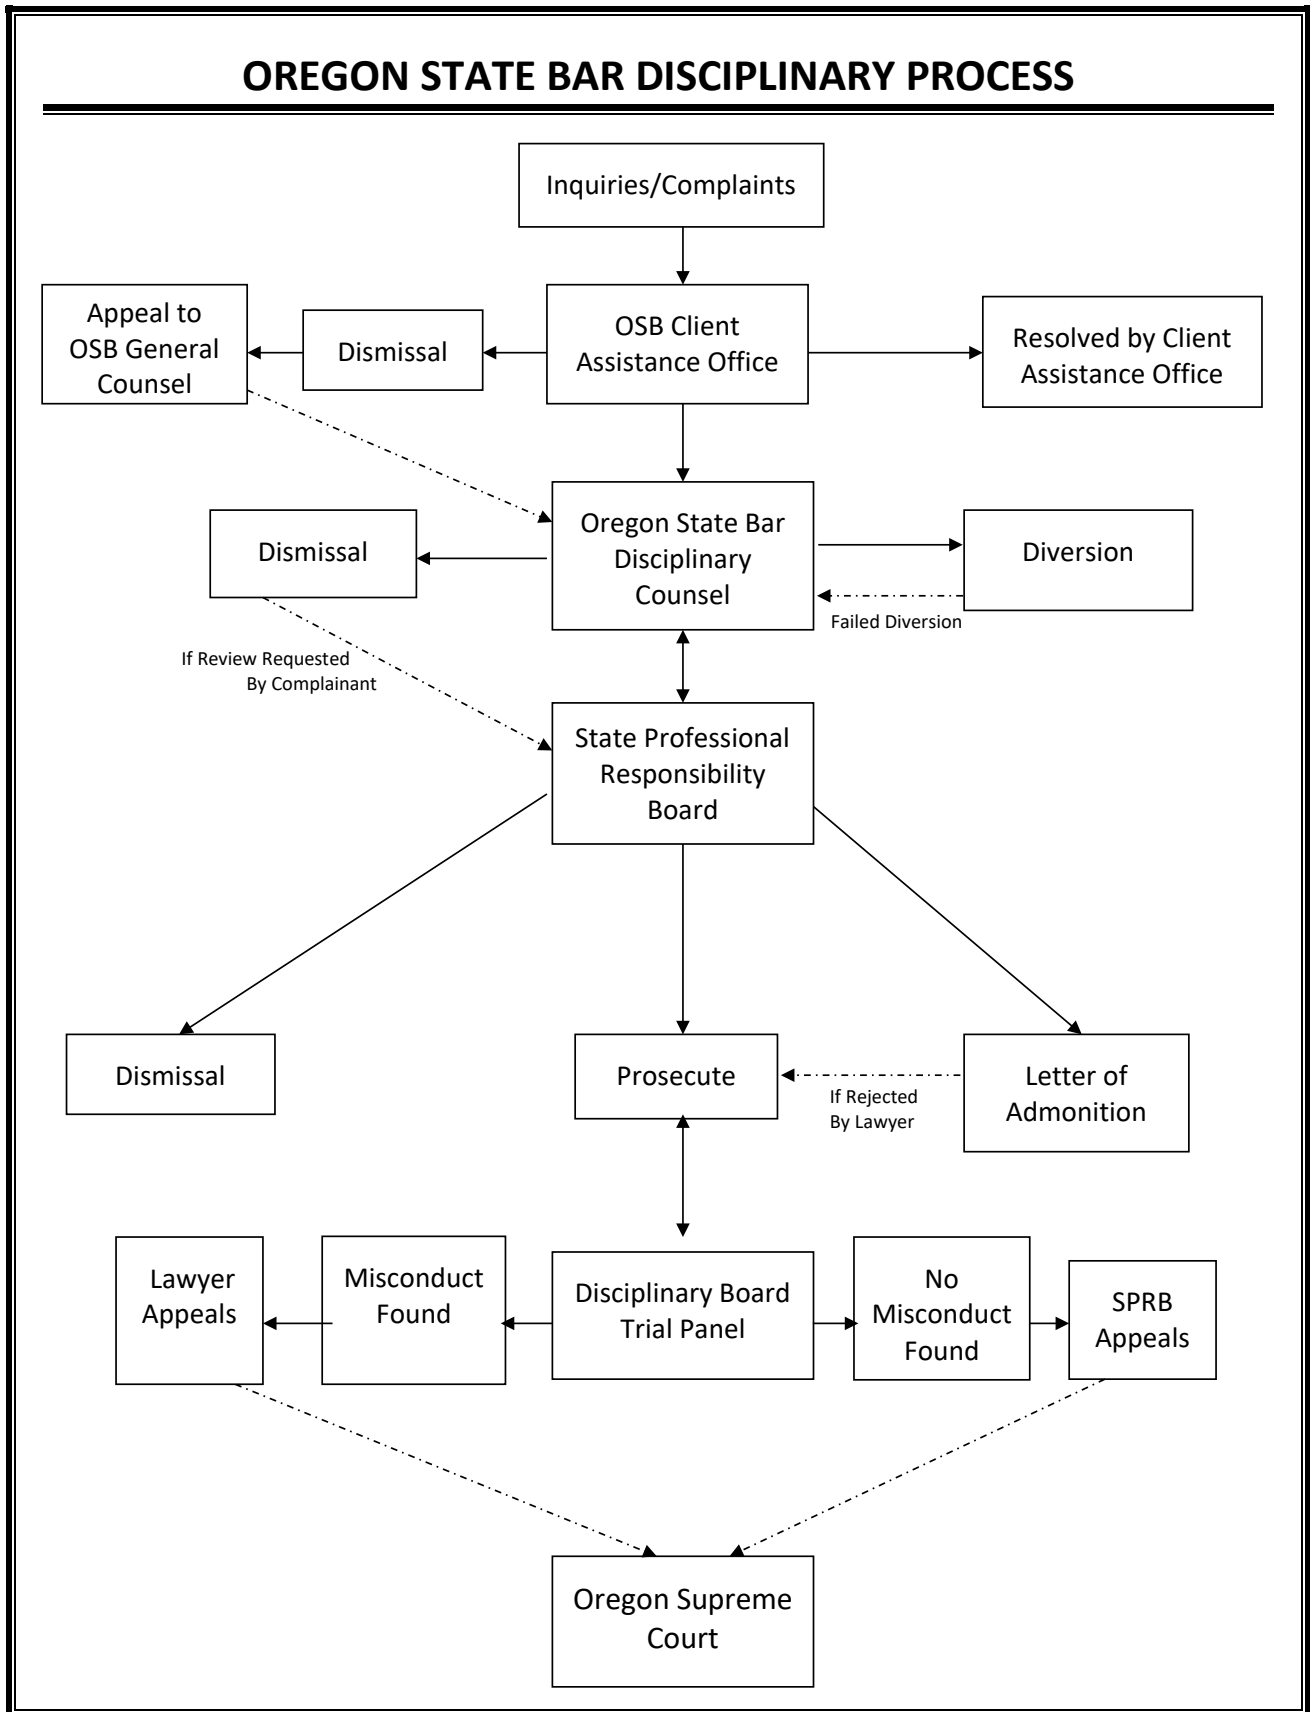 OREGON STATE BAR DISCIPLINARY PROCESS
Inquiries/Complaints
Appeal to
OSB General
Counsel
Dismissal
OSB Client
Assistance Office
Resolved by Client
Assistance Office
Dismissal
Oregon State Bar
Disciplinary
Counsel
Diversion
Failed Diversion
If Review Requested
By Complainant
State Professional
Responsibility
Board
Dismissal
Prosecute
If Rejected
By Lawyer
Letter of
Admonition
Lawyer
Appeals
Misconduct
Found
Disciplinary Board
Trial Panel
No
Misconduct
Found
SPRB
Appeals
Oregon Supreme
Court